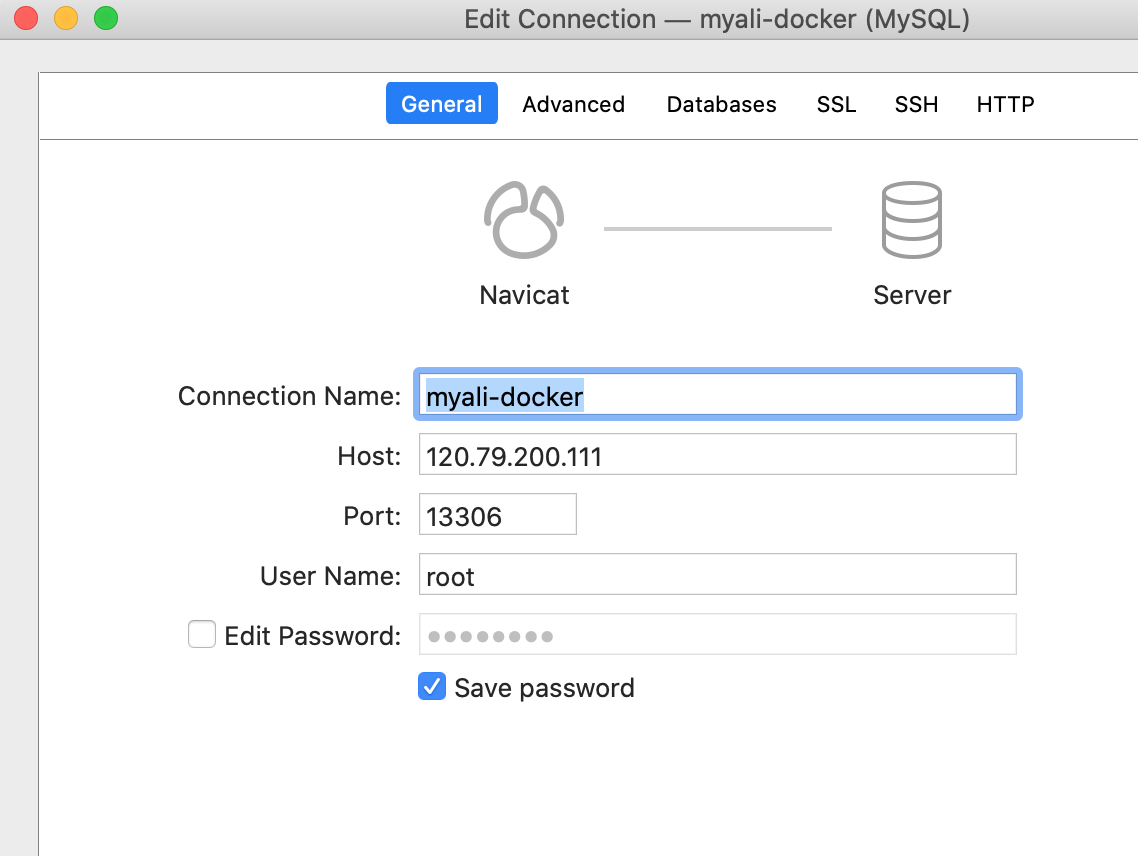 Edit Connection — myali-docker (MySQL)
General Advanced Databases SSL SSH HTTP
Navicat Server
Connection Name: myali-docker
Host: 120.79.200.111
Port: 13306
User Name: root
Edit Password: ••••••••
Save password